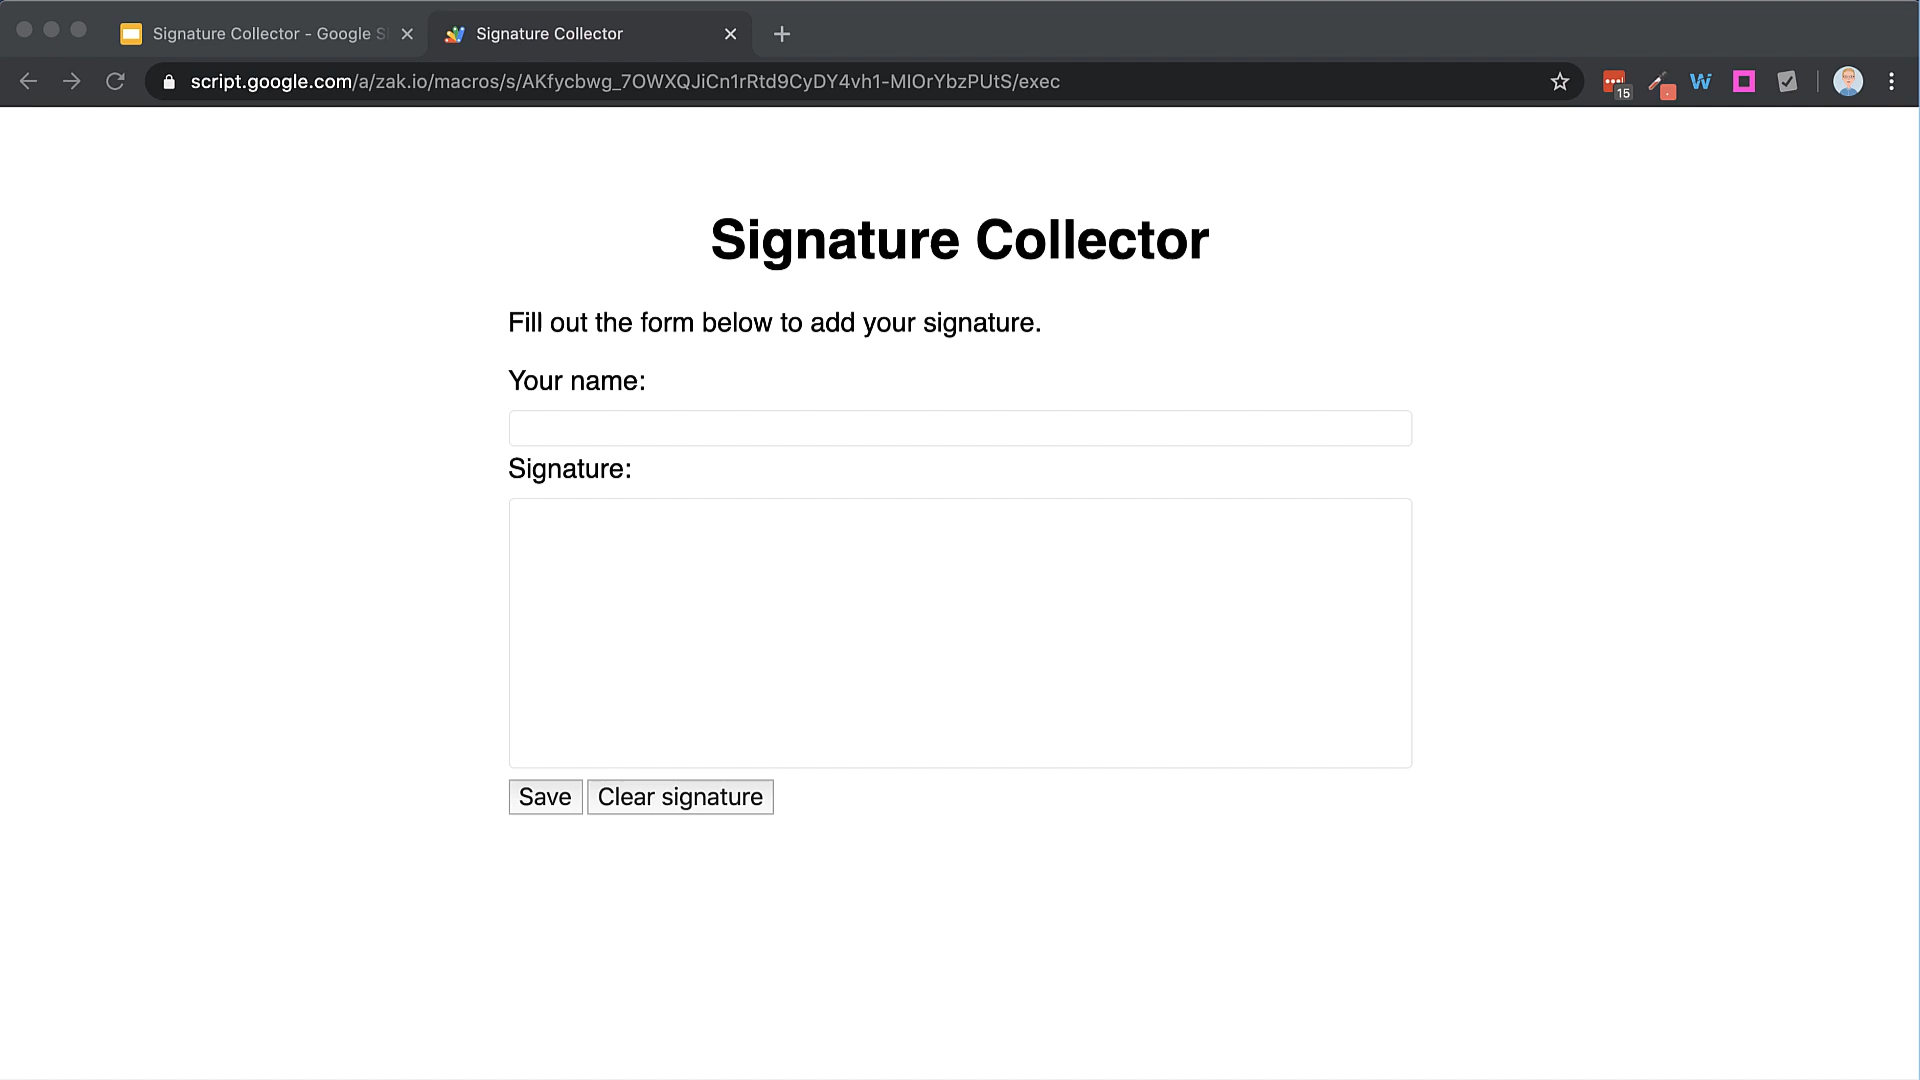 Signature Collector - Google Sl
Signature Collector
script.google.com/a/zak.io/macros/s/AKfycbwg_7OWXQJiCn1rRtd9CyDY4vh1-MIOrYbzPUtS/exec
15
Signature Collector
Fill out the form below to add your signature.
Your name:
Signature:
Save Clear signature